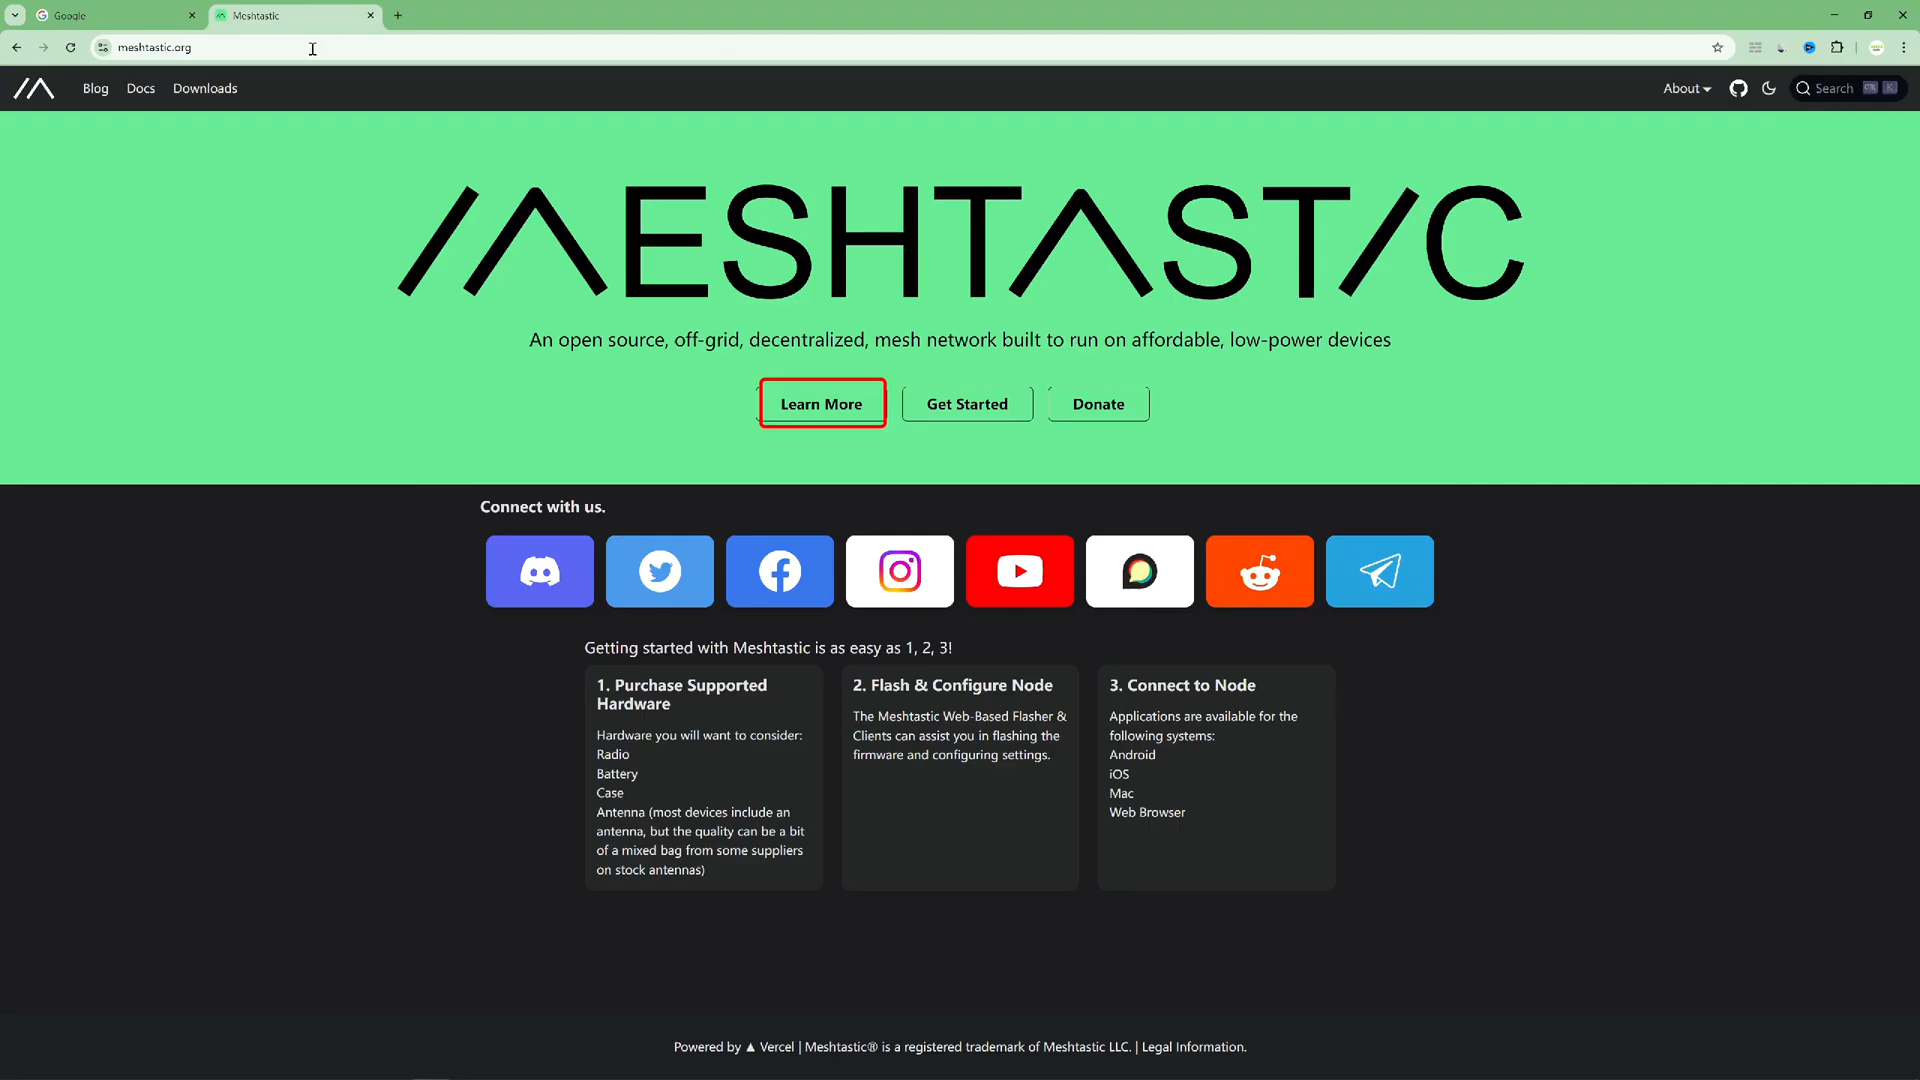 Google
Meshtastic
meshtastic.org
Blog
Docs
Downloads
About
Search
K
MESHTASTIC
An open source, off-grid, decentralized, mesh network built to run on affordable, low-power devices
Learn More
Get Started
Donate
Connect with us.
Getting started with Meshtastic is as easy as 1, 2, 3!
1. Purchase Supported
Hardware
Hardware you will want to consider:
Radio
Battery
Case
Antenna (most devices include an
antenna, but the quality can be a bit
of a mixed bag from some suppliers
on stock antennas)
2. Flash & Configure Node
The Meshtastic Web-Based Flasher &
Clients can assist you in flashing the
firmware and configuring settings.
3. Connect to Node
Applications are available for the
following systems:
Android
iOS
Mac
Web Browser
Powered by ▲ Vercel | Meshtastic® is a registered trademark of Meshtastic LLC. | Legal Information.